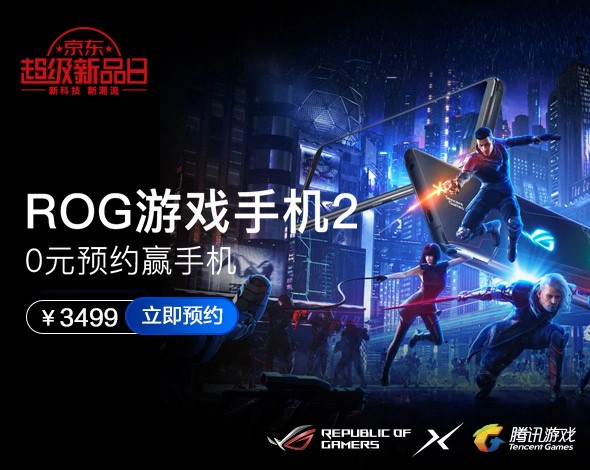 京东
超级新品日
新科技 新潮流
ROG游戏手机2
0元预约赢手机
¥3499 立即预约
REPUBLIC OF
GAMERS
腾讯游戏
Tencent Games